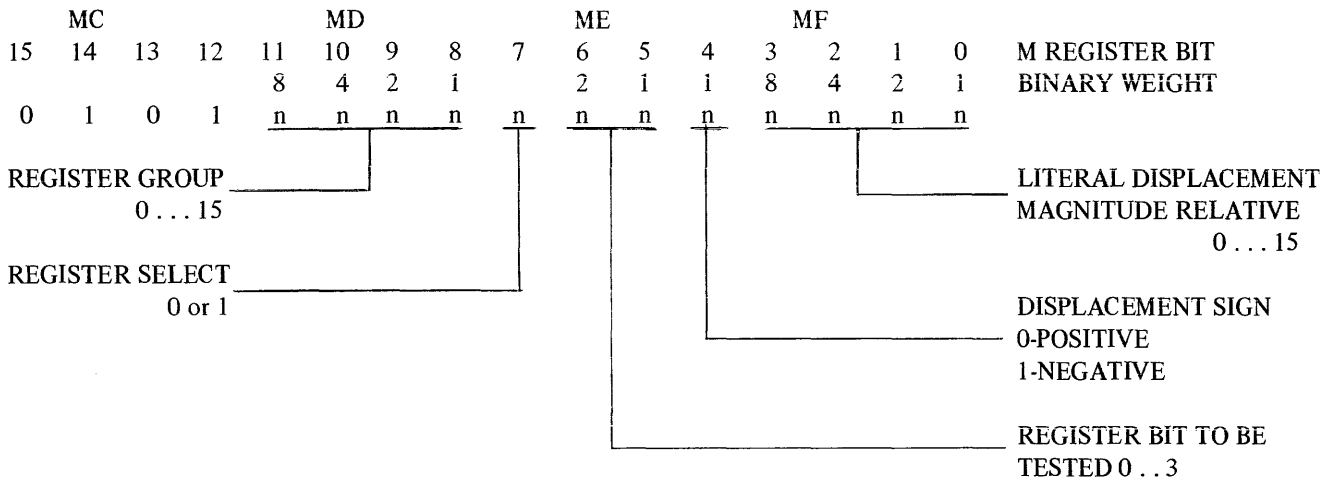 MC MD ME MF
15 14 13 12 11 10 9 8 7 6 5 4 3 2 1 0 M REGISTER BIT
8 4 2 1 2 1 1 8 4 2 1 BINARY WEIGHT
0 1 0 1 n n n n n n n n n n n n
REGISTER GROUP
0 . . . 15
LITERAL DISPLACEMENT
MAGNITUDE RELATIVE
0 . . . 15
REGISTER SELECT
0 or 1
DISPLACEMENT SIGN
0-POSITIVE
1-NEGATIVE
REGISTER BIT TO BE
TESTED 0 . . 3